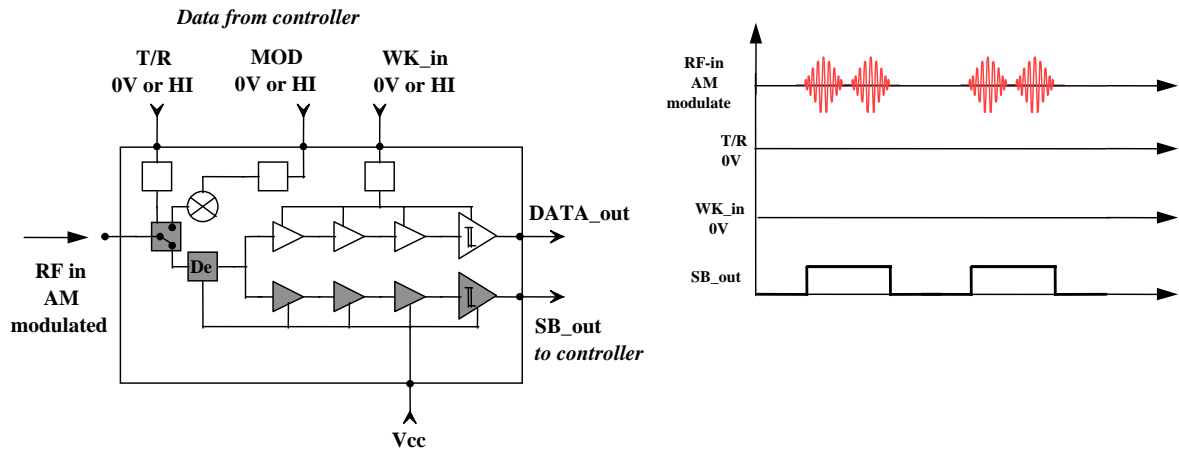 Data from controller
T/R
0V or HI
MOD
0V or HI
WK_in
0V or HI
DATA_out
De
RF in
AM
modulated
SB_out
to controller
Vcc
RF-in
AM
modulate
T/R
0V
WK_in
0V
SB_out